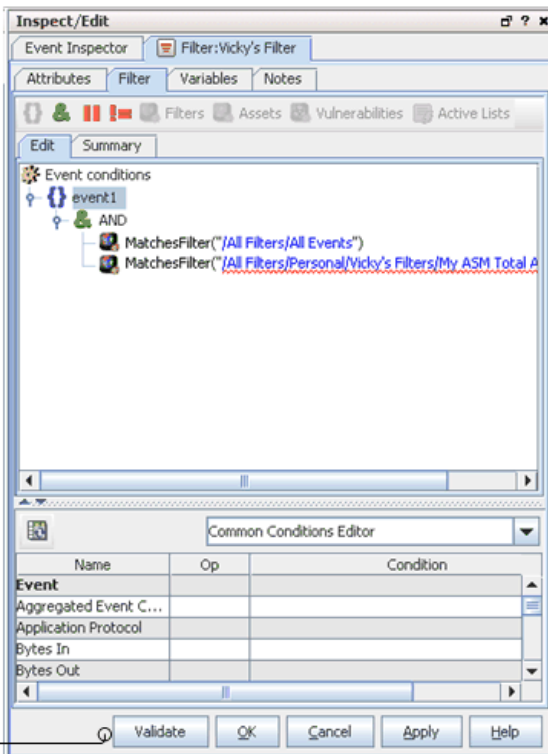 Inspect/Edit
Event Inspector Filter:Vicky's Filter
Attributes Filter Variables Notes
Filters Assets Vulnerabilities Active Lists
Edit Summary
Event conditions
event1
AND
MatchesFilter("/All Filters/All Events")
MatchesFilter("/All Filters/Personal/Vicky's Filters/My ASM Total A
Common Conditions Editor
Name Op Condition
Event
Aggregated Event C...
Application Protocol
Bytes In
Bytes Out
Validate OK Cancel Apply Help